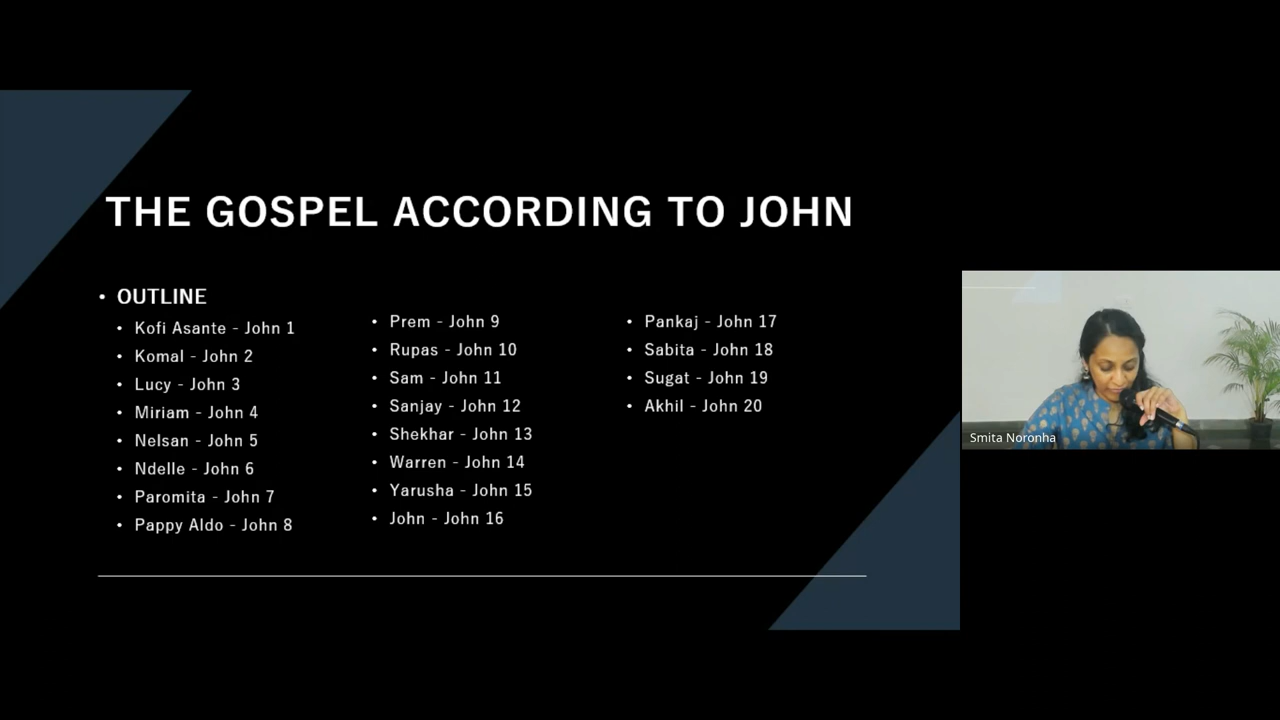 THE GOSPEL ACCORDING TO JOHN
• OUTLINE
• Kofi Asante - John 1
• Komal - John 2
• Lucy - John 3
• Miriam - John 4
• Nelsan - John 5
• Ndelle - John 6
• Paromita - John 7
• Pappy Aldo - John 8
• Prem - John 9
• Rupas - John 10
• Sam - John 11
• Sanjay - John 12
• Shekhar - John 13
• Warren - John 14
• Yarusha - John 15
• John - John 16
• Pankaj - John 17
• Sabita - John 18
• Sugat - John 19
• Akhil - John 20
Smita Noronha